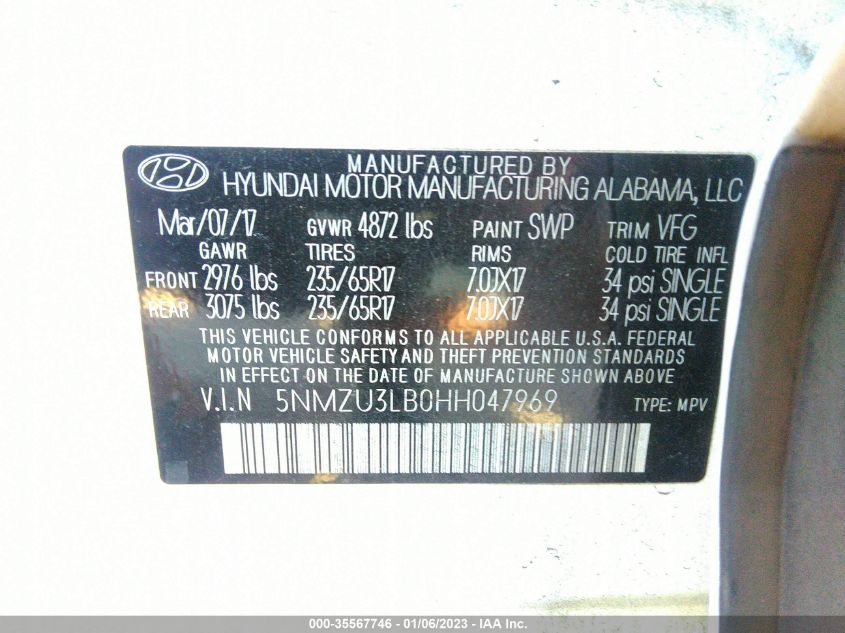 MANUFACTURED BY
HYUNDAI MOTOR MANUFACTURING ALABAMA, LLC
Mar/07/17 GVWR 4872 lbs PAINT SWP TRIM VFG
GAWR TIRES RIMS COLD TIRE INFL
FRONT 2976 lbs 235/65R17 7.0JX17 34 psi SINGLE
REAR 3075 lbs 235/65R17 7.0JX17 34 psi SINGLE
THIS VEHICLE CONFORMS TO ALL APPLICABLE U.S.A. FEDERAL
MOTOR VEHICLE SAFETY AND THEFT PREVENTION STANDARDS
IN EFFECT ON THE DATE OF MANUFACTURE SHOWN ABOVE.
V.I.N 5NMZU3LB0HH047969 TYPE: MPV
000-35567746 - 01/06/2023 - © IAA Inc.